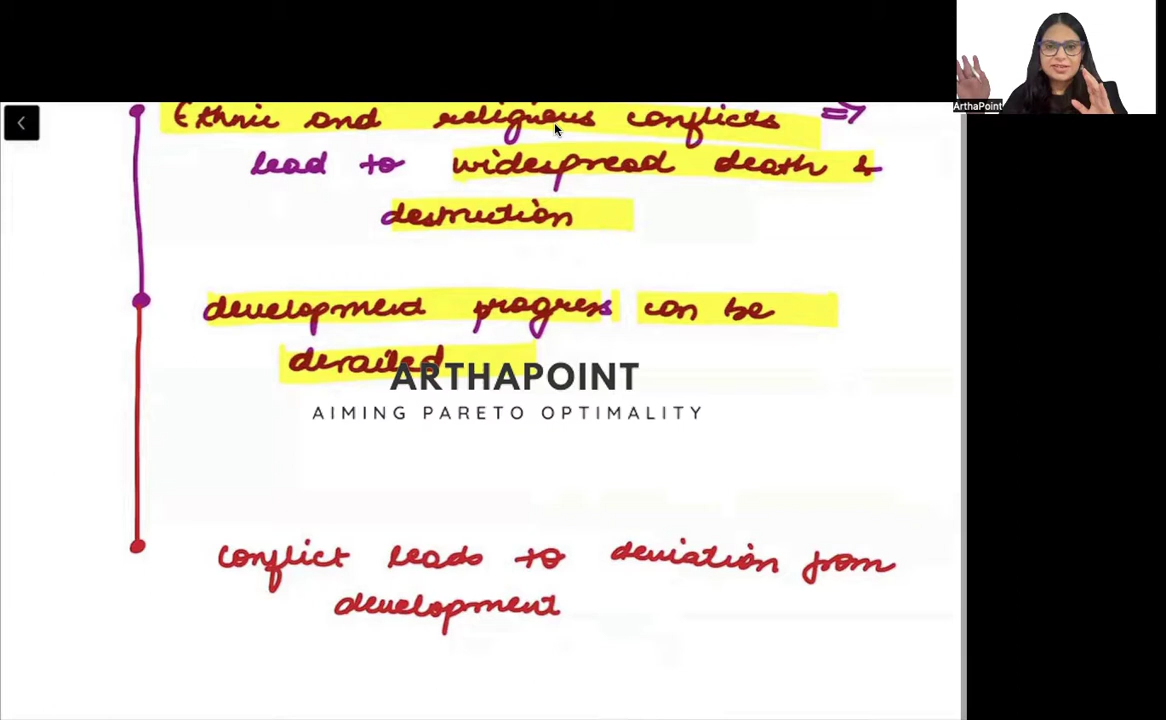 ArthaPoint
Ethnic and religious conflicts =>
lead to widespread death &
destruction
development progress can be
derailed
ARTHAPOINT
AIMING PARETO OPTIMALITY
conflict leads to deviation from
development